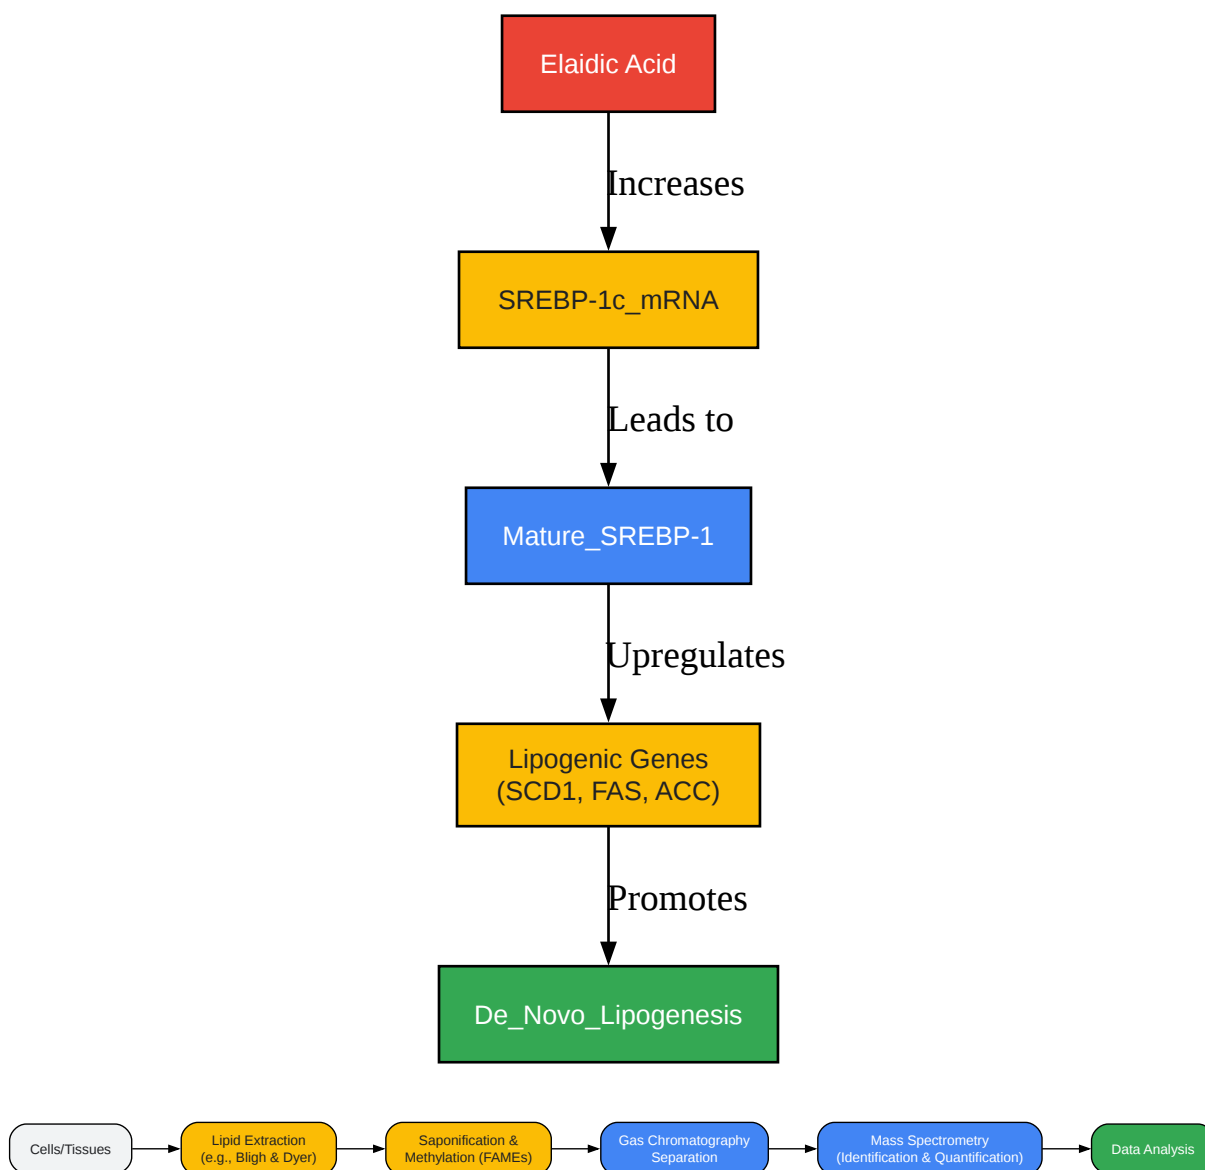 Elaidic Acid
Increases
SREBP-1c_mRNA
Leads to
Mature_SREBP-1
Upregulates
Lipogenic Genes
(SCD1, FAS, ACC)
Promotes
De_Novo_Lipogenesis
Cells/Tissues
Lipid Extraction
(e.g., Bligh & Dyer)
Saponification &
Methylation (FAMEs)
Gas Chromatography
Separation
Mass Spectrometry
(Identification & Quantification)
Data Analysis